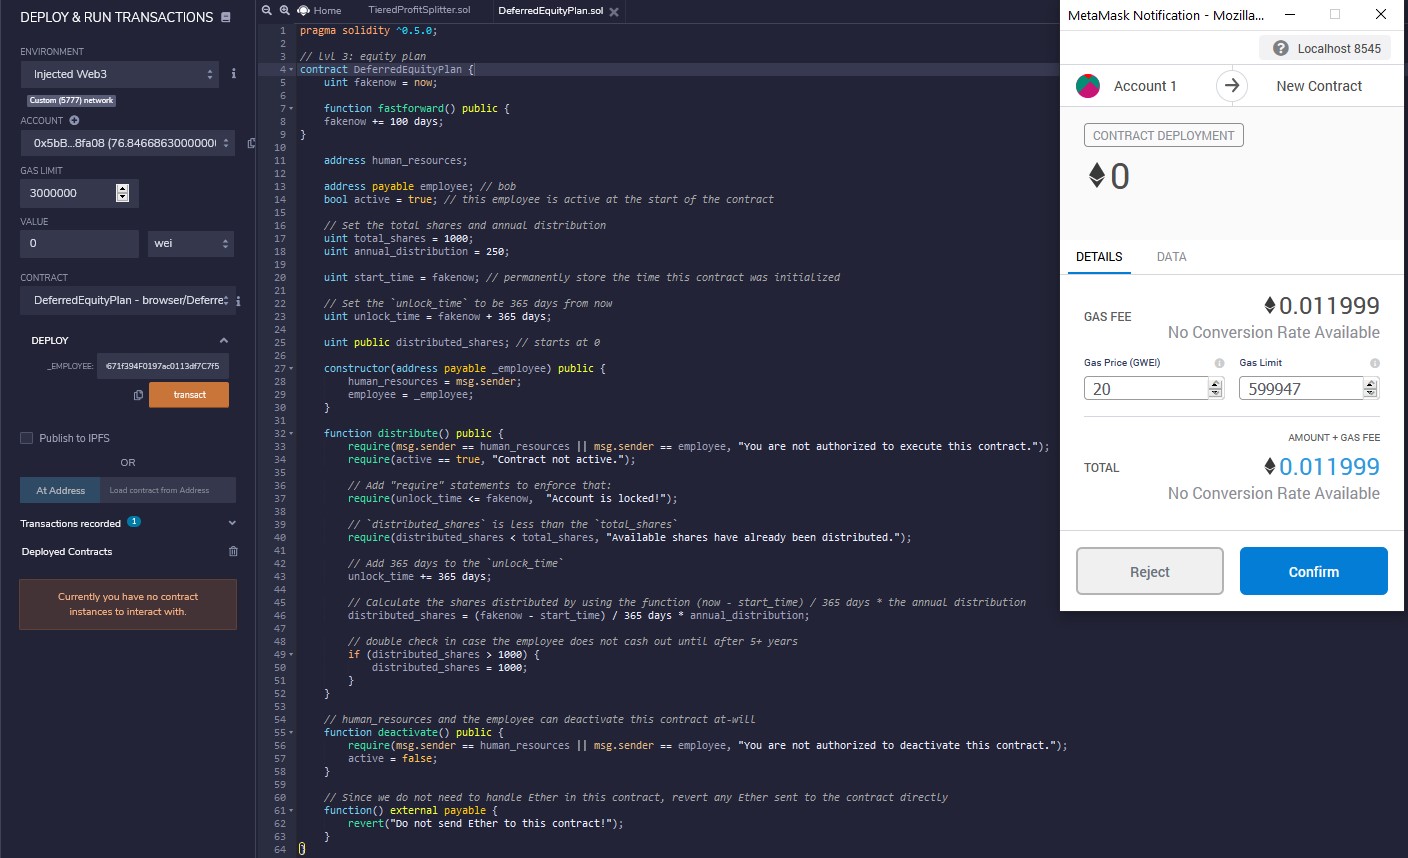 DEPLOY & RUN TRANSACTIONS
ENVIRONMENT
Injected Web3
Custom (5777) network
ACCOUNT
0x5bB...8fa08 (76.8466863000000
GAS LIMIT
3000000
VALUE
0
wei
CONTRACT
DeferredEquityPlan - browser/Deferre
DEPLOY
_EMPLOYEE:
671f394F0197ac0113df7C7f5
transact
Publish to IPFS
OR
At Address
Load contract from Address
Transactions recorded 1
Deployed Contracts
Currently you have no contract
instances to interact with.
Home
TieredProfitSplitter.sol
DeferredEquityPlan.sol
1 pragma solidity ^0.5.0;
2
3 // lvl 3: equity plan
4 contract DeferredEquityPlan {
5 uint fakenow = now;
6
7 function fastforward() public {
8 fakenow += 100 days;
9 }
10
11 address human_resources;
12
13 address payable employee; // bob
14 bool active = true; // this employee is active at the start of the contract
15
16 // Set the total shares and annual distribution
17 uint total_shares = 1000;
18 uint annual_distribution = 250;
19
20 uint start_time = fakenow; // permanently store the time this contract was initialized
21
22 // Set the `unlock_time` to be 365 days from now
23 uint unlock_time = fakenow + 365 days;
24
25 uint public distributed_shares; // starts at 0
26
27 constructor(address payable _employee) public {
28 human_resources = msg.sender;
29 employee = _employee;
30 }
31
32 function distribute() public {
33 require(msg.sender == human_resources || msg.sender == employee, "You are not authorized to execute this contract.");
34 require(active == true, "Contract not active.");
35
36 // Add "require" statements to enforce that:
37 require(unlock_time <= fakenow, "Account is locked!");
38
39 // `distributed_shares` is less than the `total_shares`
40 require(distributed_shares < total_shares, "Available shares have already been distributed.");
41
42 // Add 365 days to the `unlock_time`
43 unlock_time += 365 days;
44
45 // Calculate the shares distributed by using the function (now - start_time) / 365 days * the annual distribution
46 distributed_shares = (fakenow - start_time) / 365 days * annual_distribution;
47
48 // double check in case the employee does not cash out until after 5+ years
49 if (distributed_shares > 1000) {
50 distributed_shares = 1000;
51 }
52 }
53
54 // human_resources and the employee can deactivate this contract at-will
55 function deactivate() public {
56 require(msg.sender == human_resources || msg.sender == employee, "You are not authorized to deactivate this contract.");
57 active = false;
58 }
59
60 // Since we do not need to handle Ether in this contract, revert any Ether sent to the contract directly
61 function() external payable {
62 revert("Do not send Ether to this contract!");
63 }
64 }
MetaMask Notification - Mozilla...
Localhost 8545
Account 1
New Contract
CONTRACT DEPLOYMENT
0
DETAILS
DATA
GAS FEE
0.011999
No Conversion Rate Available
Gas Price (GWEI)
Gas Limit
20
599947
AMOUNT + GAS FEE
TOTAL
0.011999
No Conversion Rate Available
Reject
Confirm